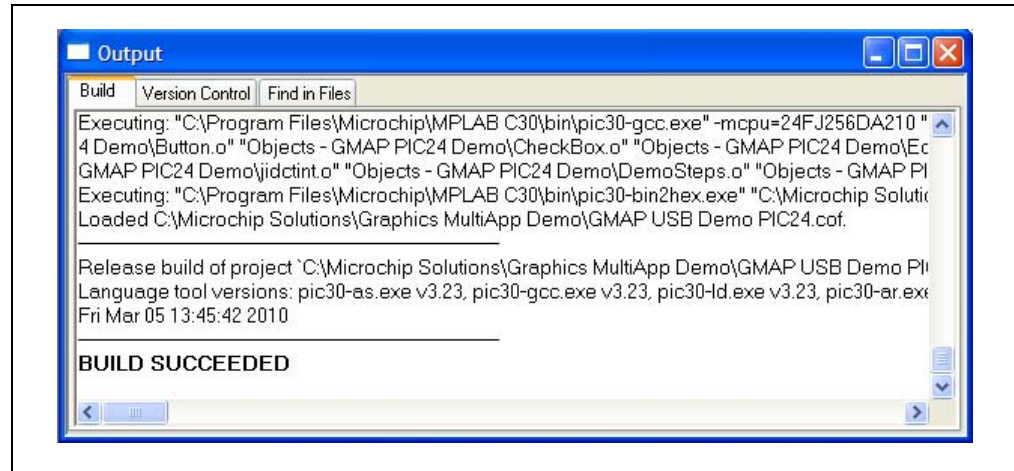 Output
Build Version Control Find in Files
Executing: "C:\Program Files\Microchip\MPLAB C30\bin\pic30-gcc.exe" -mcpu=24FJ256DA210 "
4 Demo\Button.o" "Objects - GMAP PIC24 Demo\CheckBox.o" "Objects - GMAP PIC24 Demo\Ec
GMAP PIC24 Demo\jidctint.o" "Objects - GMAP PIC24 Demo\DemoSteps.o" "Objects - GMAP Pl
Executing: "C:\Program Files\Microchip\MPLAB C30\bin\pic30-bin2hex.exe" "C:\Microchip Solutio
Loaded C:\Microchip Solutions\Graphics MultiApp Demo\GMAP USB Demo PIC24.cof.
Release build of project `C:\Microchip Solutions\Graphics MultiApp Demo\GMAP USB Demo PI
Language tool versions: pic30-as.exe v3.23, pic30-gcc.exe v3.23, pic30-ld.exe v3.23, pic30-ar.exe
Fri Mar 05 13:45:42 2010
BUILD SUCCEEDED